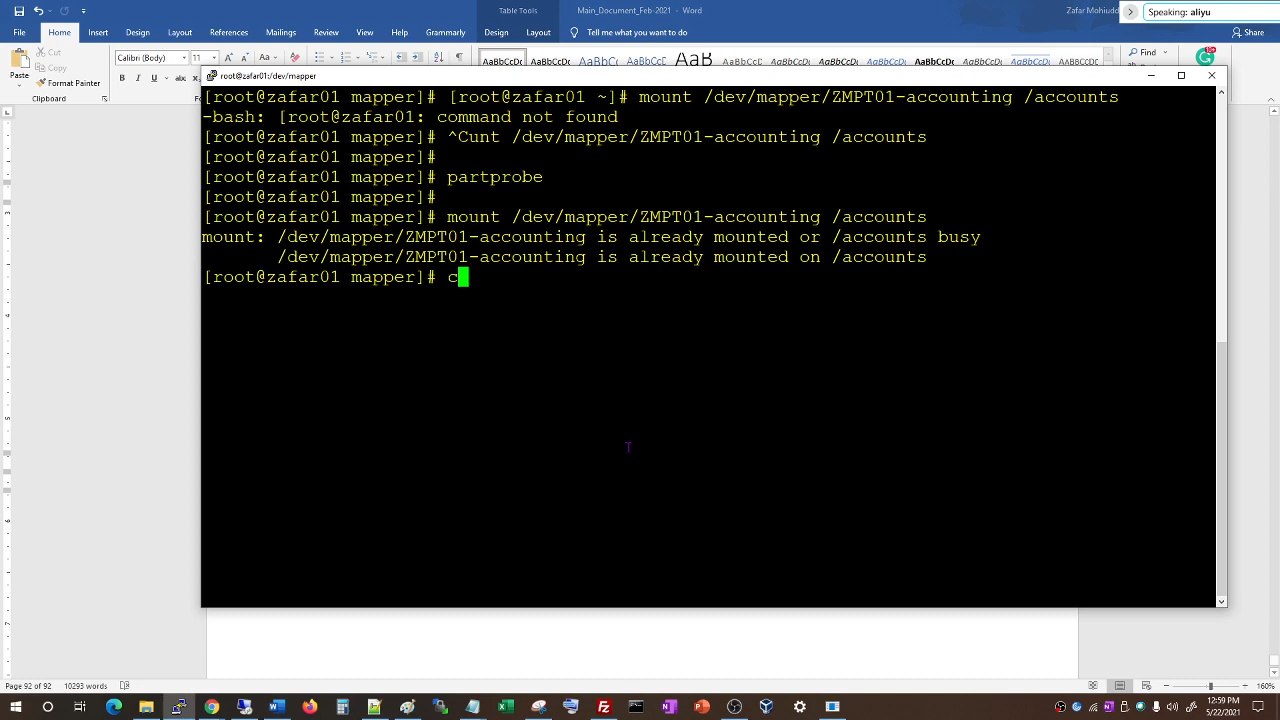 Table Tools
Main_Document_Feb-2021 - Word
Zafar Mohiudd
Speaking: aliyu
File Home Insert Design Layout References Mailings Review View Help Grammarly Design Layout Tell me what you want to do
Share
Paste
Cut
Copy
Format Painter
Clipboard
Calibri (Body) 11
Find
root@zafar01:/dev/mapper
[root@zafar01 mapper]# [root@zafar01 ~]# mount /dev/mapper/ZMPT01-accounting /accounts
-bash: [root@zafar01: command not found
[root@zafar01 mapper]# ^Cunt /dev/mapper/ZMPT01-accounting /accounts
[root@zafar01 mapper]#
[root@zafar01 mapper]# partprobe
[root@zafar01 mapper]#
[root@zafar01 mapper]# mount /dev/mapper/ZMPT01-accounting /accounts
mount: /dev/mapper/ZMPT01-accounting is already mounted or /accounts busy
/dev/mapper/ZMPT01-accounting is already mounted on /accounts
[root@zafar01 mapper]# c
Page 92 of 92 10293 words
160%
12:59 PM
5/22/2021